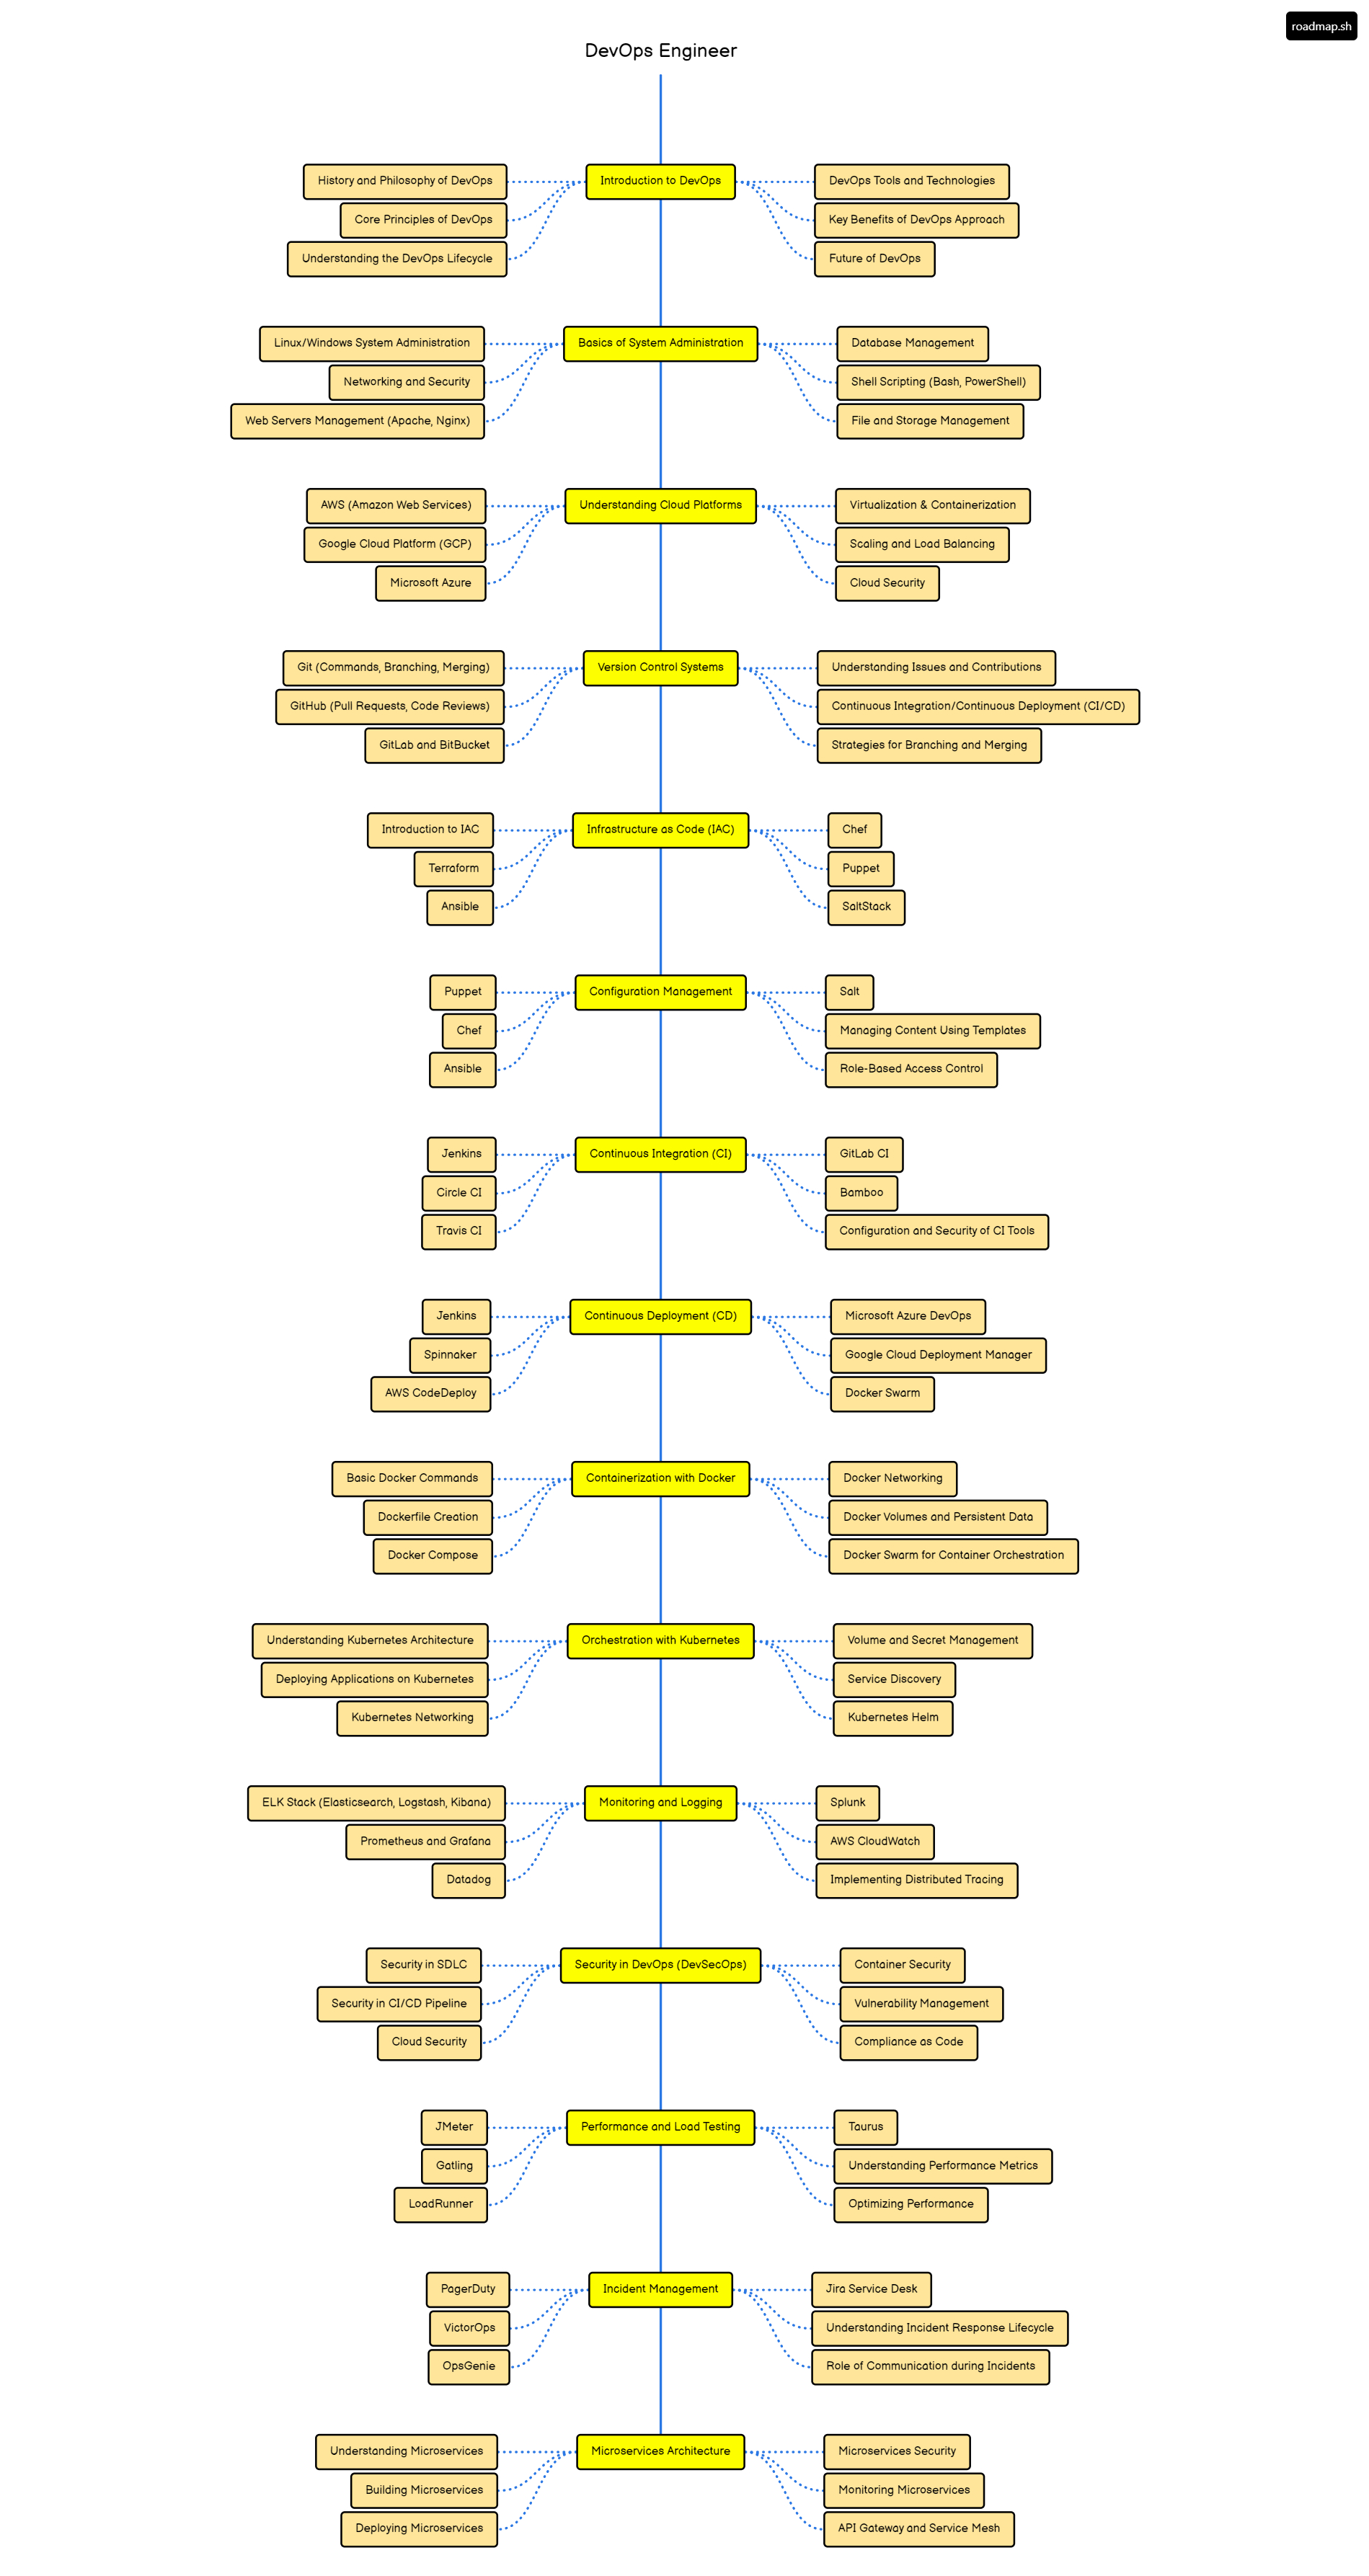 roadmap.sh
DevOps Engineer
Introduction to DevOps
History and Philosophy of DevOps
Core Principles of DevOps
Understanding the DevOps Lifecycle
DevOps Tools and Technologies
Key Benefits of DevOps Approach
Future of DevOps
Basics of System Administration
Linux/Windows System Administration
Networking and Security
Web Servers Management (Apache, Nginx)
Database Management
Shell Scripting (Bash, PowerShell)
File and Storage Management
Understanding Cloud Platforms
AWS (Amazon Web Services)
Google Cloud Platform (GCP)
Microsoft Azure
Virtualization & Containerization
Scaling and Load Balancing
Cloud Security
Version Control Systems
Git (Commands, Branching, Merging)
GitHub (Pull Requests, Code Reviews)
GitLab and BitBucket
Understanding Issues and Contributions
Continuous Integration/Continuous Deployment (CI/CD)
Strategies for Branching and Merging
Infrastructure as Code (IAC)
Introduction to IAC
Terraform
Ansible
Chef
Puppet
SaltStack
Configuration Management
Puppet
Chef
Ansible
Salt
Managing Content Using Templates
Role-Based Access Control
Continuous Integration (CI)
Jenkins
Circle CI
Travis CI
GitLab CI
Bamboo
Configuration and Security of CI Tools
Continuous Deployment (CD)
Jenkins
Spinnaker
AWS CodeDeploy
Microsoft Azure DevOps
Google Cloud Deployment Manager
Docker Swarm
Containerization with Docker
Basic Docker Commands
Dockerfile Creation
Docker Compose
Docker Networking
Docker Volumes and Persistent Data
Docker Swarm for Container Orchestration
Orchestration with Kubernetes
Understanding Kubernetes Architecture
Deploying Applications on Kubernetes
Kubernetes Networking
Volume and Secret Management
Service Discovery
Kubernetes Helm
Monitoring and Logging
ELK Stack (Elasticsearch, Logstash, Kibana)
Prometheus and Grafana
Datadog
Splunk
AWS CloudWatch
Implementing Distributed Tracing
Security in DevOps (DevSecOps)
Security in SDLC
Security in CI/CD Pipeline
Cloud Security
Container Security
Vulnerability Management
Compliance as Code
Performance and Load Testing
JMeter
Gatling
LoadRunner
Taurus
Understanding Performance Metrics
Optimizing Performance
Incident Management
PagerDuty
VictorOps
OpsGenie
Jira Service Desk
Understanding Incident Response Lifecycle
Role of Communication during Incidents
Microservices Architecture
Understanding Microservices
Building Microservices
Deploying Microservices
Microservices Security
Monitoring Microservices
API Gateway and Service Mesh